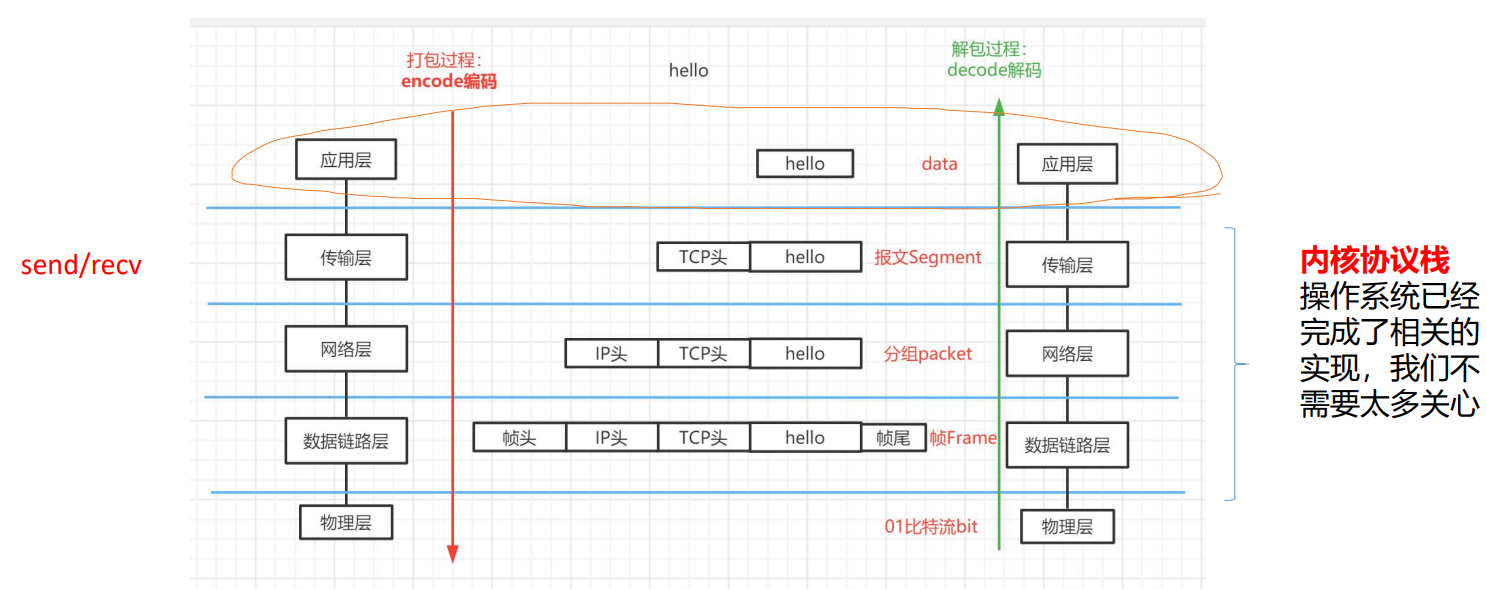 打包过程：
encode编码
hello
解包过程：
decode解码
应用层
hello
data
应用层
send/recv
传输层
TCP头
hello
报文Segment
传输层
内核协议栈
操作系统已经
完成了相关的
实现，我们不
需要太多关心
网络层
IP头
TCP头
hello
分组packet
网络层
数据链路层
帧头
IP头
TCP头
hello
帧尾
帧Frame
数据链路层
物理层
01比特流bit
物理层